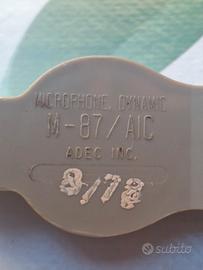 MICROPHONE, DYNAMIC
M-87/AIC
ADEC INC.
9/78
subito